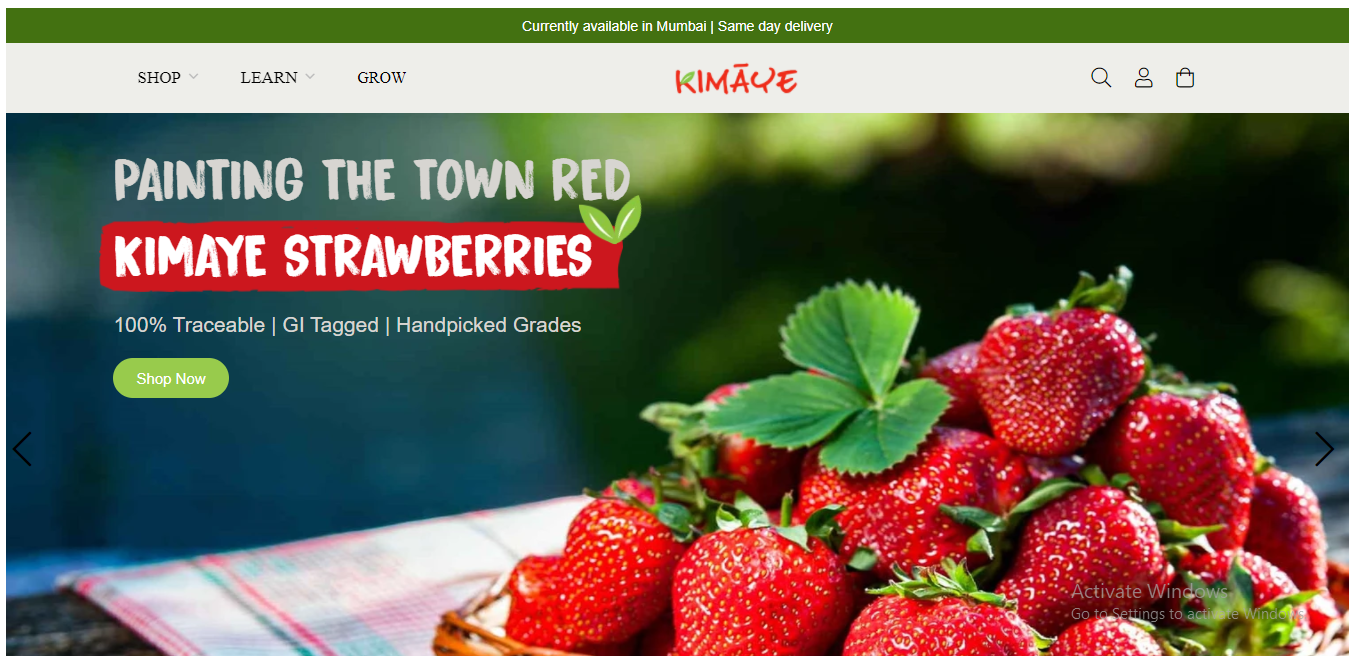 Currently available in Mumbai | Same day delivery
SHOP LEARN GROW KIMĀYE
PAINTING THE TOWN RED
KIMAYE STRAWBERRIES
100% Traceable | GI Tagged | Handpicked Grades
Shop Now
Activate Windows
Go to Settings to activate Windows.